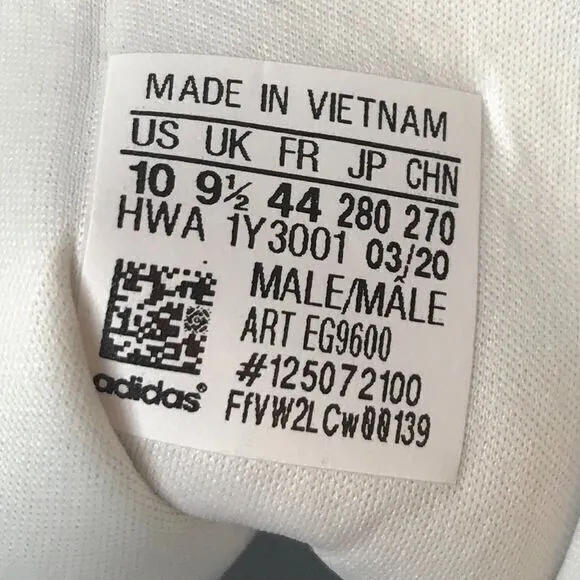 MADE IN VIETNAM
US UK FR JP CHN
10 9½ 44 280 270
HWA 1Y3001 03/20
MALE/MÂLE
ART EG9600
#125072100
adidas®
FfVW2LCw00139